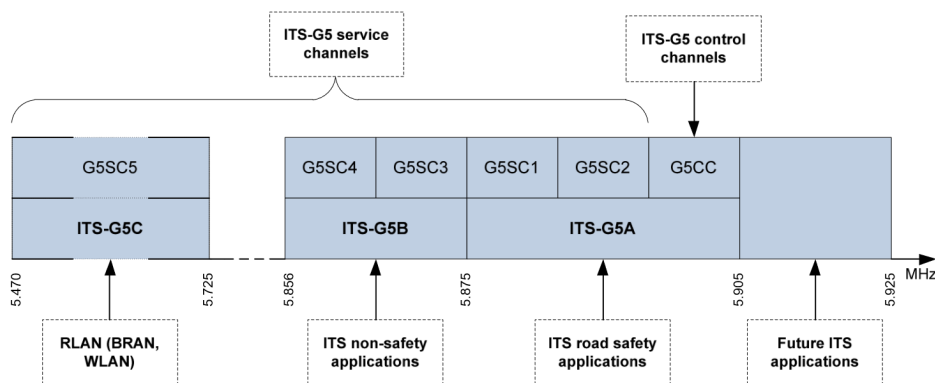 ITS-G5 service
channels
ITS-G5 control
channels
G5SC5
G5SC4
G5SC3
G5SC1
G5SC2
G5CC
ITS-G5C
ITS-G5B
ITS-G5A
MHz
5.470
5.725
5.856
5.875
5.905
5.925
RLAN (BRAN,
WLAN)
ITS non-safety
applications
ITS road safety
applications
Future ITS
applications